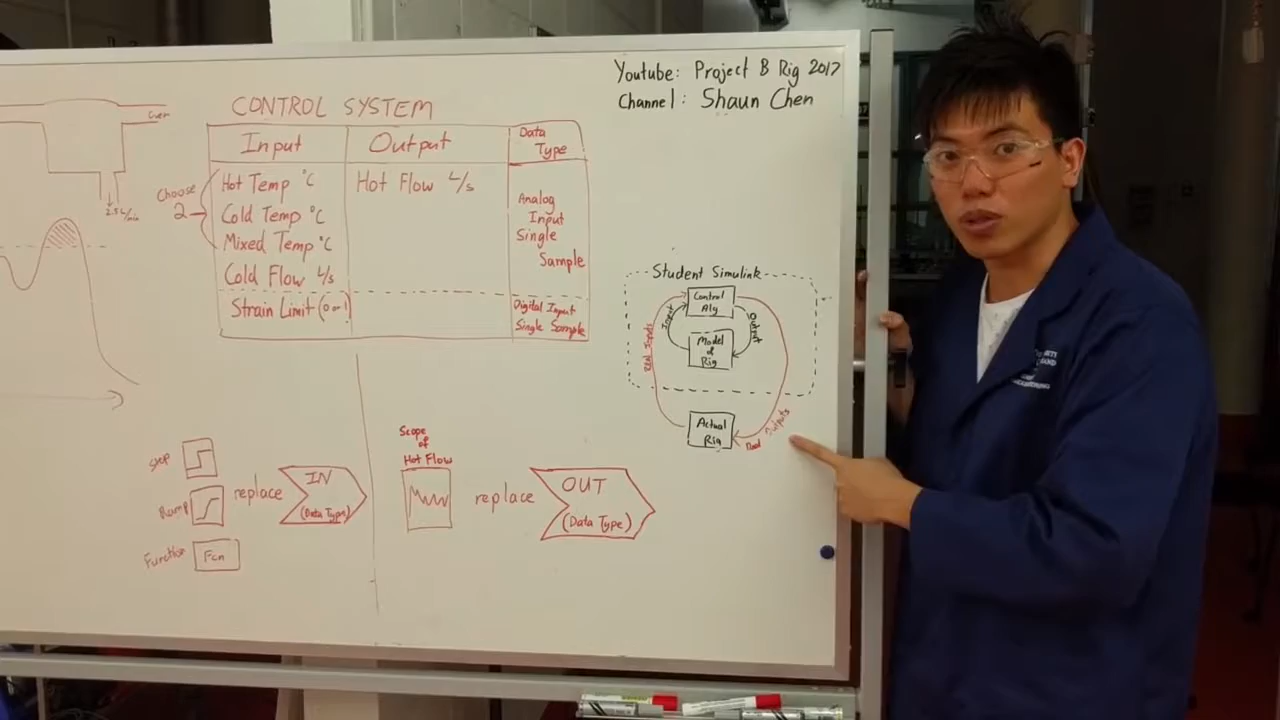 Youtube: Project B Rig 2017
Channel: Shaun Chen
CONTROL SYSTEM
Input
Output
Data
Type
Over
2.5 L/min
Choose
2
Hot Temp °C
Cold Temp °C
Mixed Temp °C
Cold Flow L/s
Strain Limit (0 or 1)
Hot Flow L/s
Analog
Input
Single
Sample
Digital Input
Single Sample
Student Simulink
Control
Alg
Input
Output
Model
of
Rig
Real Inputs
Actual
Rig
Outputs
Step
Ramp
Function
Fcn
replace
IN
(Data Type)
Scope
of
Hot Flow
replace
OUT
(Data Type)